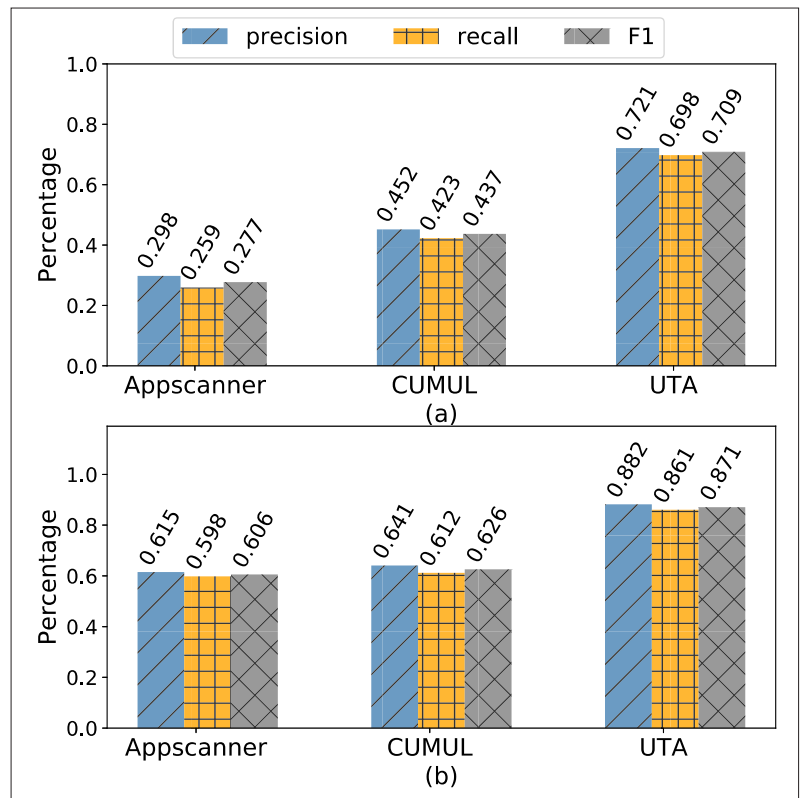 precision recall F1
1.0
0.8
0.6
0.4
0.2
0.0
Percentage
0.298 0.259 0.277
0.452 0.423 0.437
0.721 0.698 0.709
Appscanner CUMUL UTA
(a)
1.0
0.8
0.6
0.4
0.2
0.0
Percentage
0.615 0.598 0.606
0.641 0.612 0.626
0.882 0.861 0.871
Appscanner CUMUL UTA
(b)